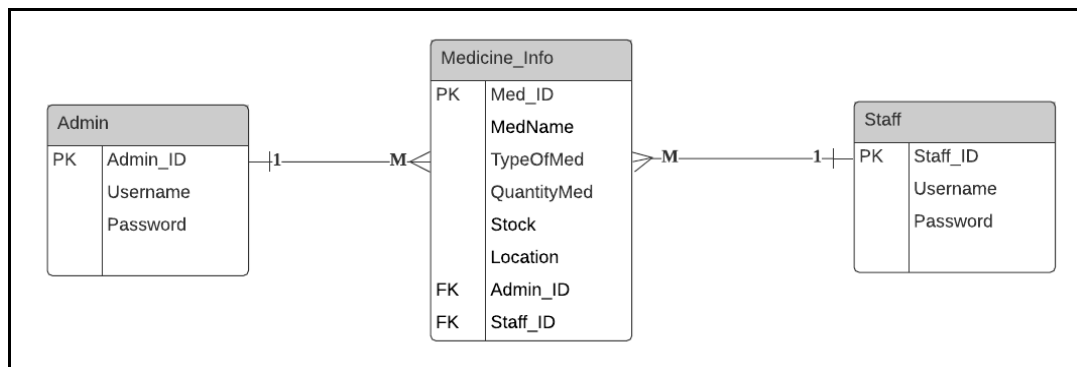 Admin
PK Admin_ID
Username
Password
1 M
Medicine_Info
PK Med_ID
MedName
TypeOfMed
QuantityMed
Stock
Location
FK Admin_ID
FK Staff_ID
M 1
Staff
PK Staff_ID
Username
Password